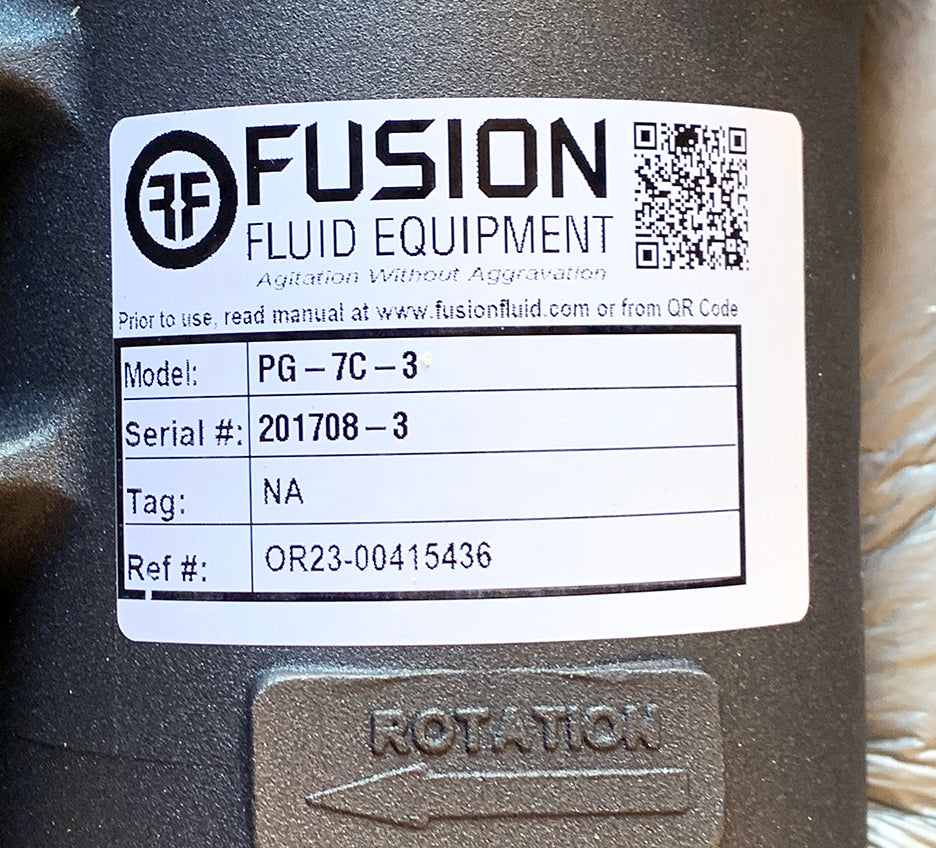 FUSION
FLUID EQUIPMENT
Agitation Without Aggravation
Prior to use, read manual at www.fusionfluid.com or from QR Code
Model: PG – 7C – 3
Serial #: 201708 – 3
Tag: NA
Ref #: OR23-00415436
ROTATION